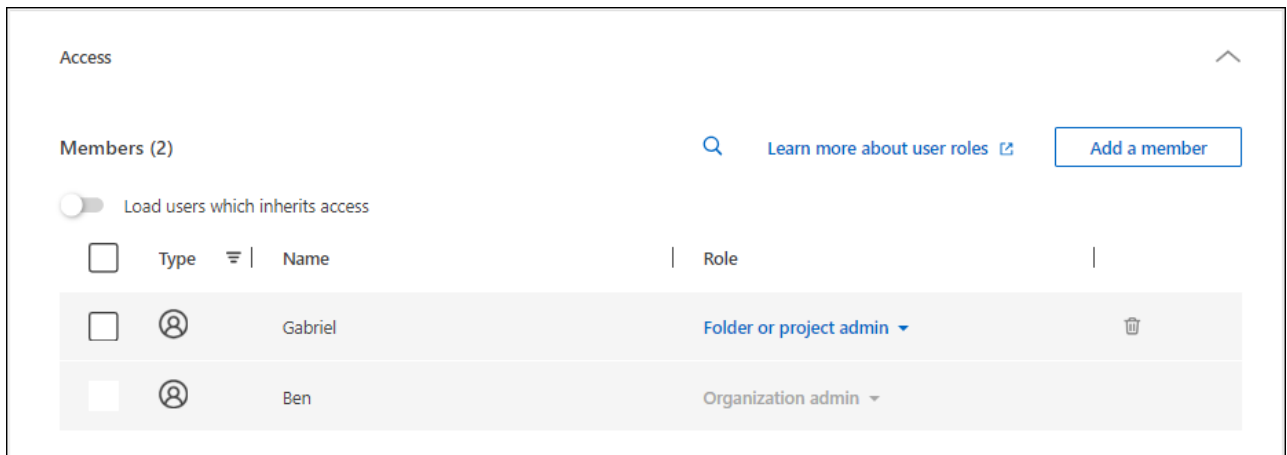 Access
Members (2)
Learn more about user roles
Add a member
Load users which inherits access
Type
Name
Role
Gabriel
Folder or project admin
Ben
Organization admin